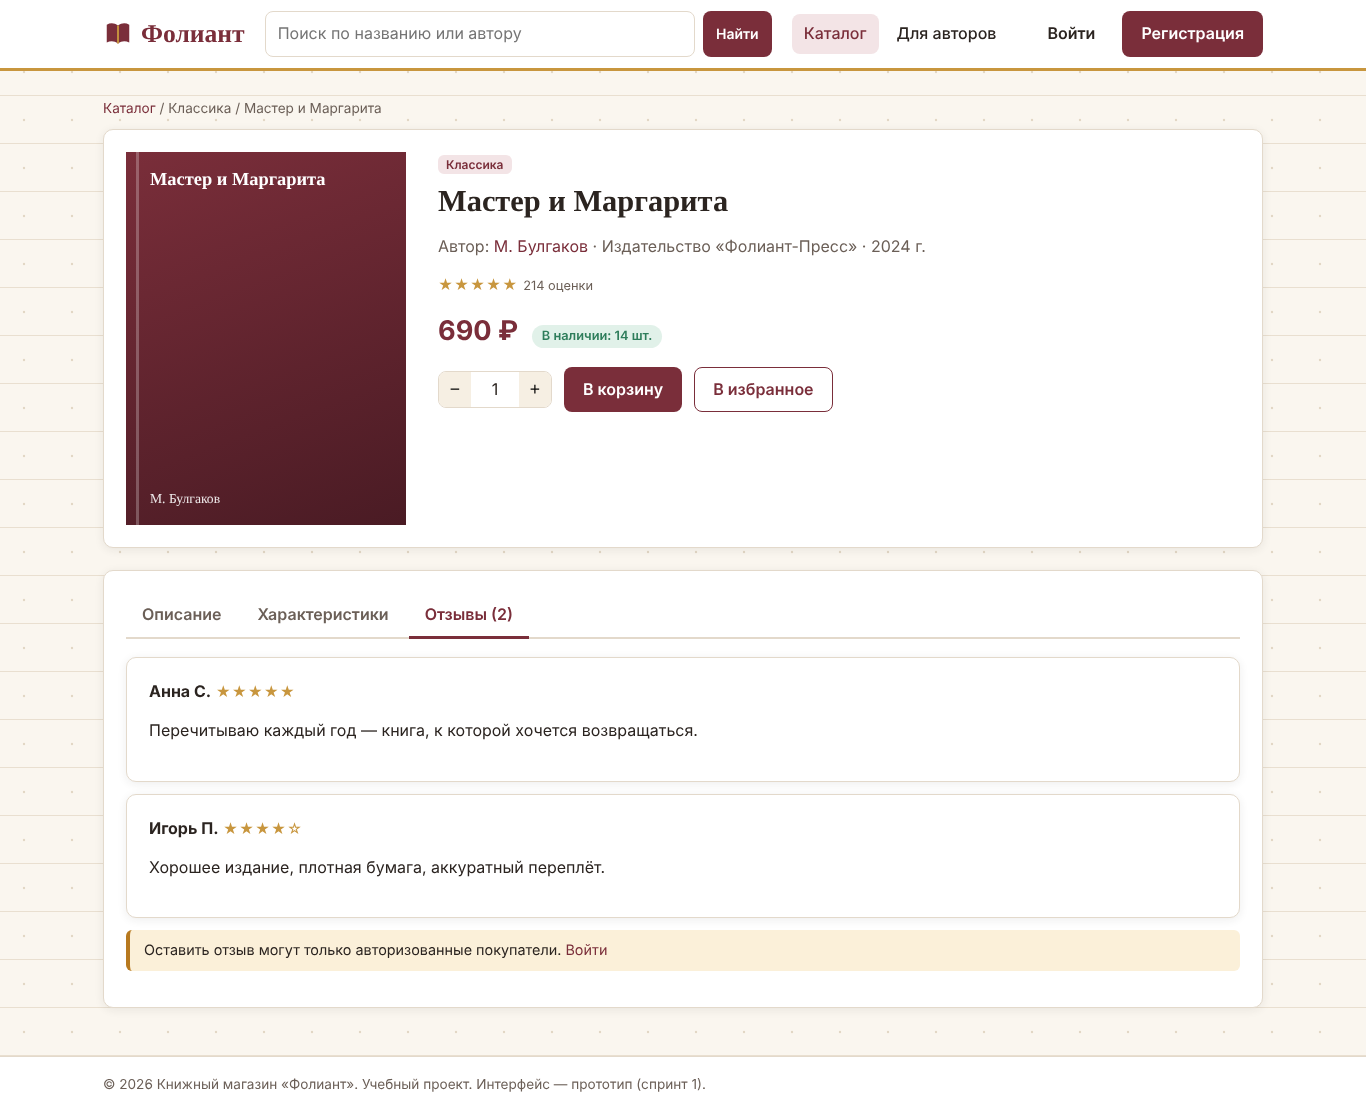 Фолиант
Поиск по названию или автору
Найти
Каталог
Для авторов
Войти
Регистрация
Каталог / Классика / Мастер и Маргарита
Мастер и Маргарита
М. Булгаков
Классика
Мастер и Маргарита
Автор: М. Булгаков · Издательство «Фолиант-Пресс» · 2024 г.
★★★★★ 214 оценки
690 ₽ В наличии: 14 шт.
− 1 + В корзину В избранное
Описание Характеристики Отзывы (2)
Анна С. ★★★★★
Перечитываю каждый год — книга, к которой хочется возвращаться.
Игорь П. ★★★★☆
Хорошее издание, плотная бумага, аккуратный переплёт.
Оставить отзыв могут только авторизованные покупатели. Войти
© 2026 Книжный магазин «Фолиант». Учебный проект. Интерфейс — прототип (спринт 1).